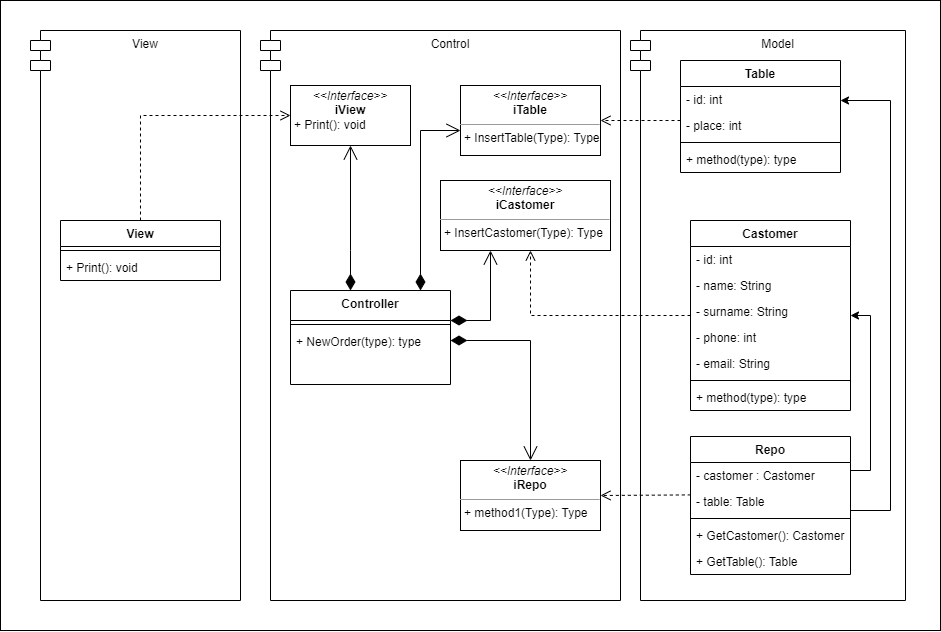 View
View
+ Print(): void
Control
<<Interface>>
iView
+ Print(): void
<<Interface>>
iTable
+ InsertTable(Type): Type
<<Interface>>
iCastomer
+ InsertCastomer(Type): Type
Controller
+ NewOrder(type): type
<<Interface>>
iRepo
+ method1(Type): Type
Model
Table
- id: int
- place: int
+ method(type): type
Castomer
- id: int
- name: String
- surname: String
- phone: int
- email: String
+ method(type): type
Repo
- castomer : Castomer
- table: Table
+ GetCastomer(): Castomer
+ GetTable(): Table